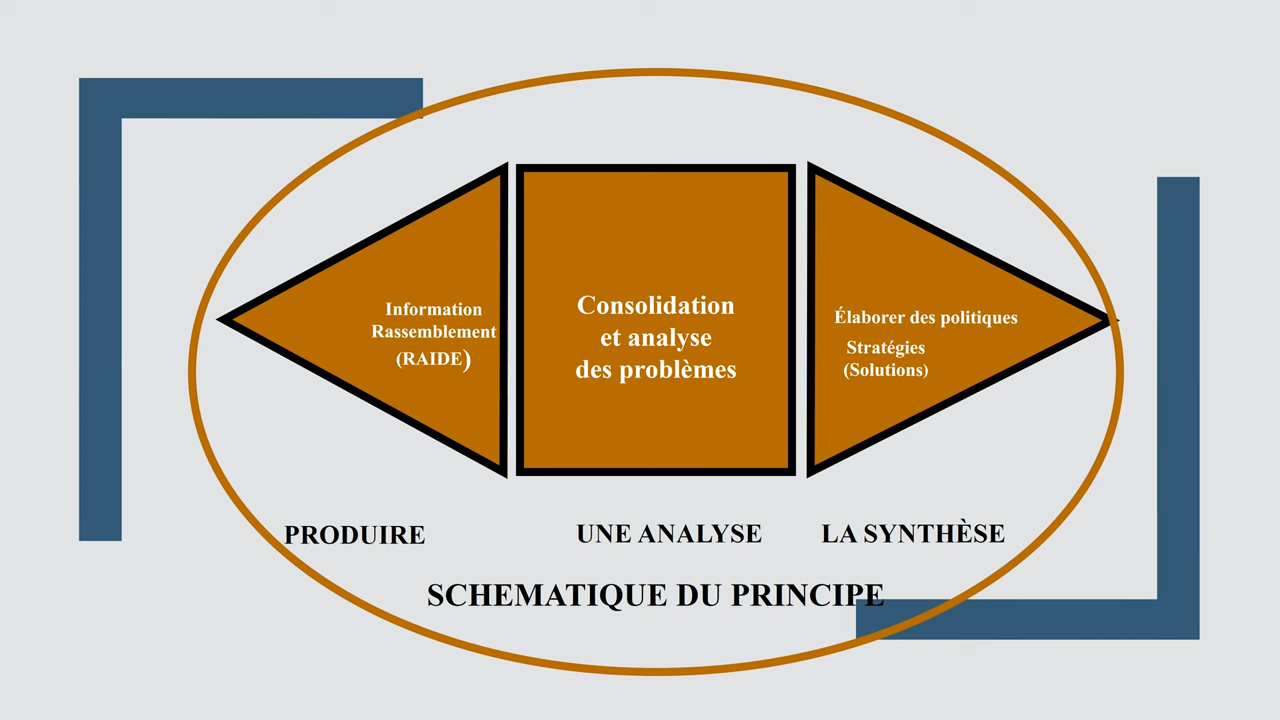 Information
Rassemblement
(RAIDE)
Consolidation
et analyse
des problèmes
Élaborer des politiques
Stratégies
(Solutions)
PRODUIRE
UNE ANALYSE
LA SYNTHÈSE
SCHEMATIQUE DU PRINCIPE